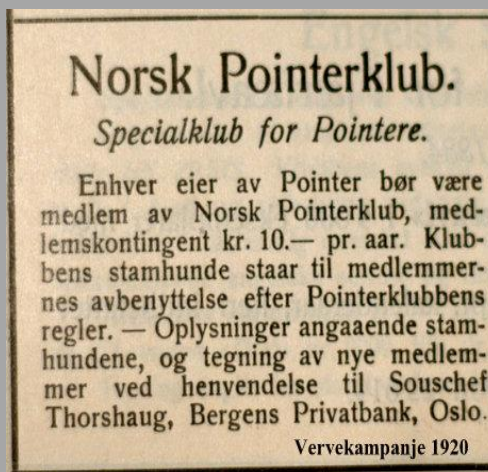 Norsk Pointerklub.
Specialklub for Pointere.
Enhver eier av Pointer bør være
medlem av Norsk Pointerklub, med-
lemskontingent kr. 10.— pr. aar. Klub-
bens stamhunde staar til medlemmer-
nes avbenyttelse efter Pointerklubbens
regler. — Oplysninger angaaende stam-
hundene, og tegning av nye medlem-
mer ved henvendelse til Souschef
Thorshaug, Bergens Privatbank, Oslo.
Vervekampanje 1920